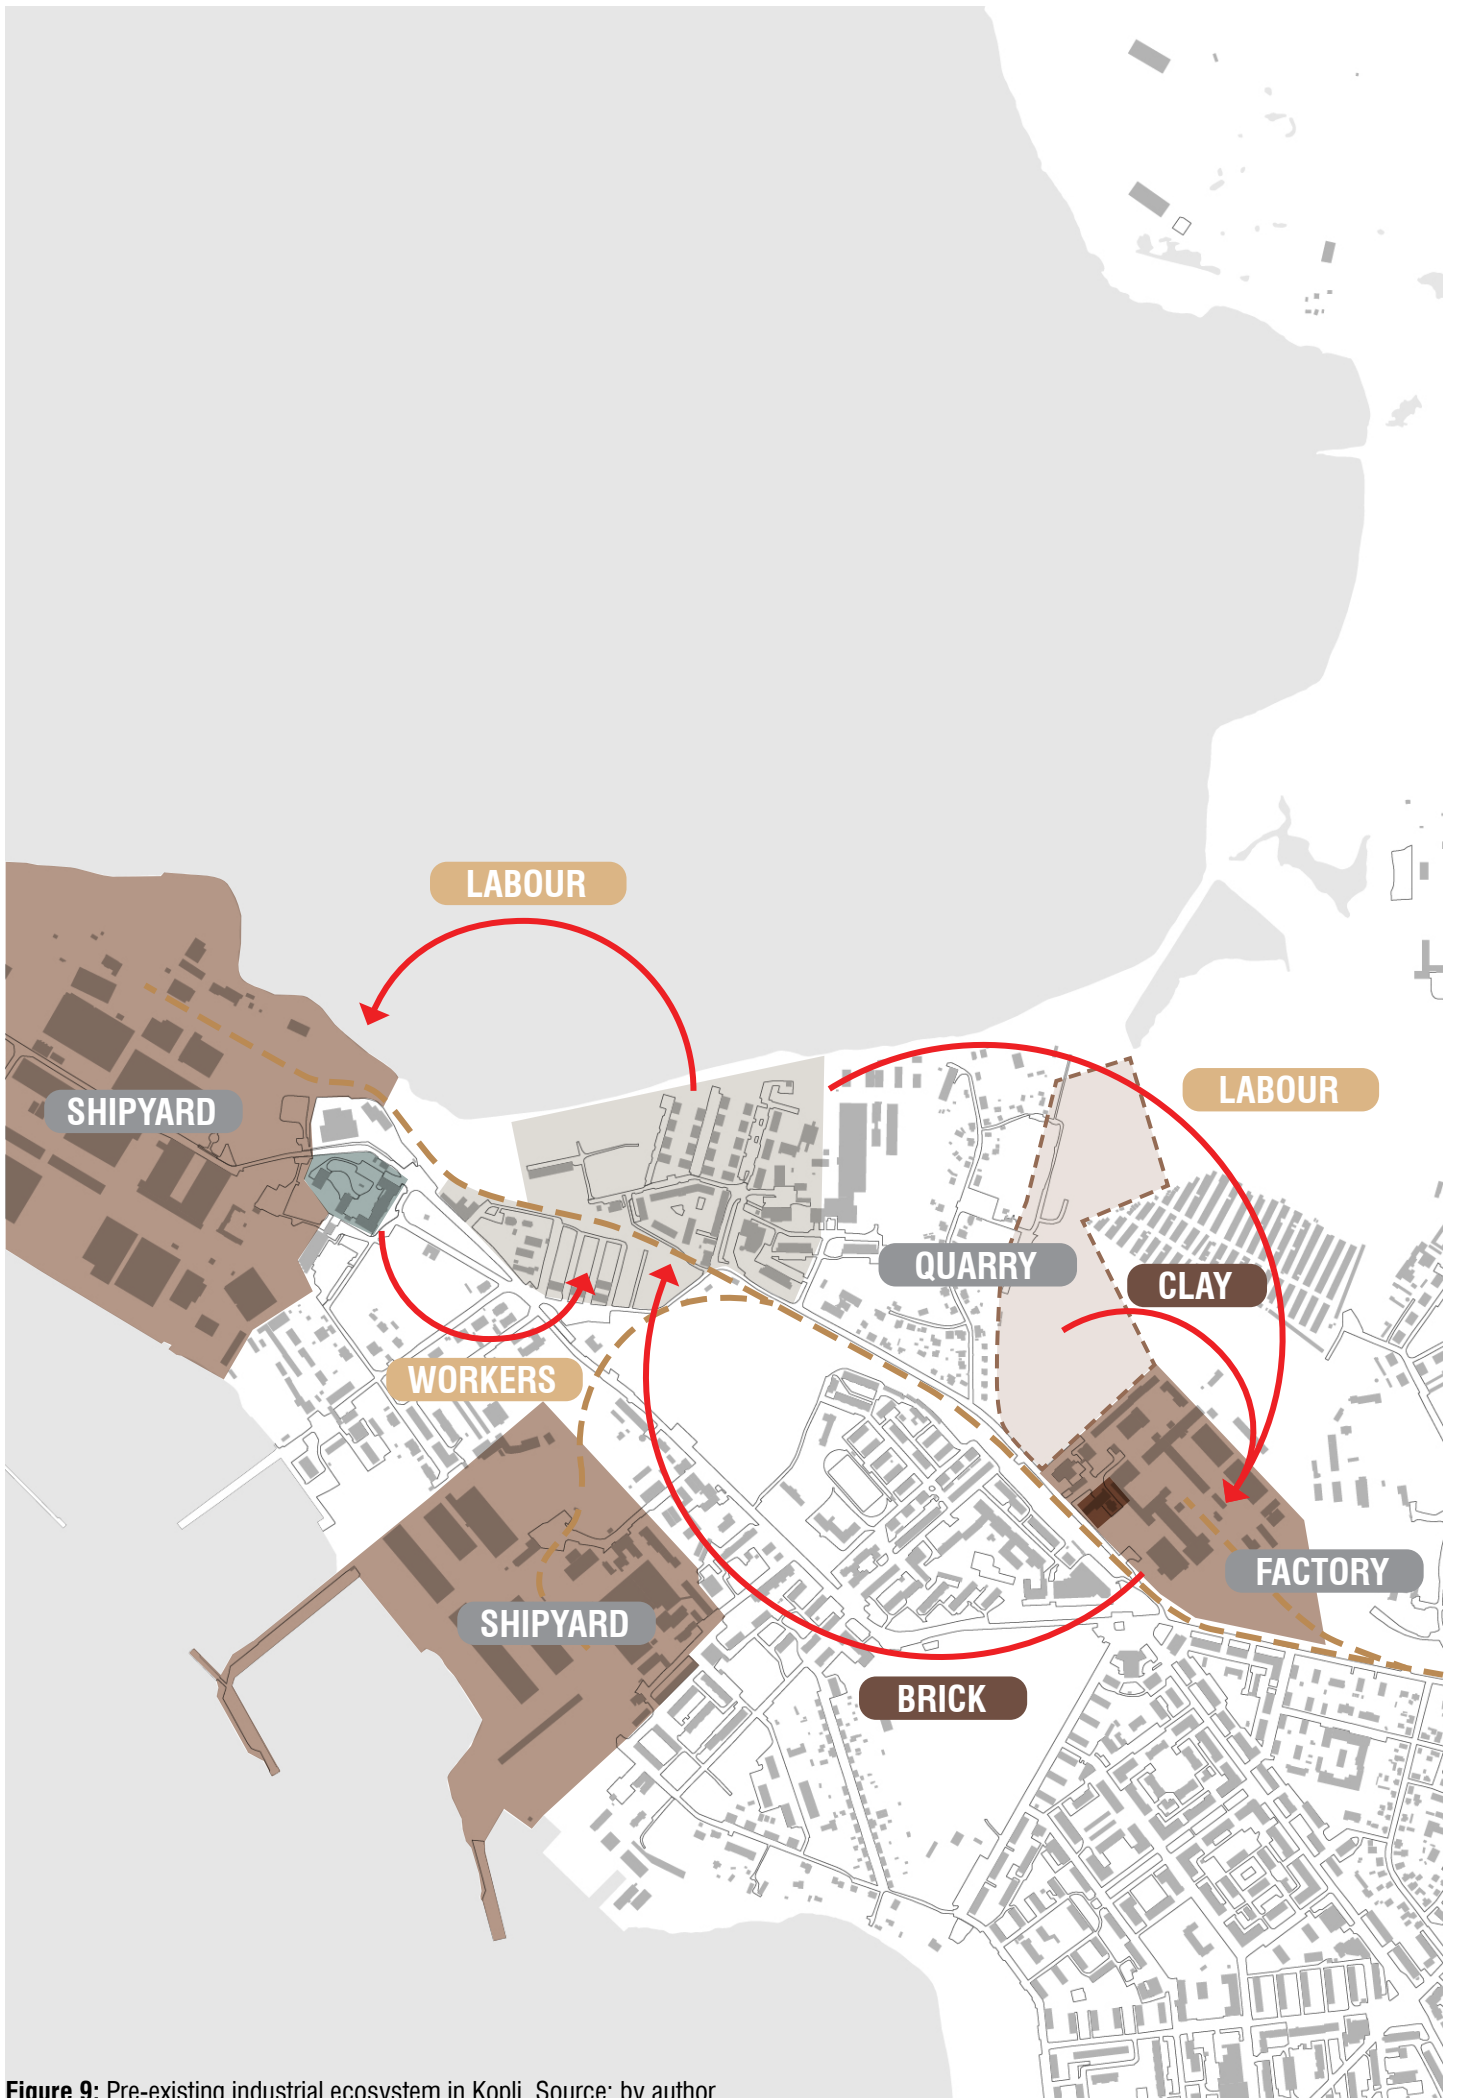 LABOUR
LABOUR
SHIPYARD
QUARRY
CLAY
WORKERS
FACTORY
SHIPYARD
BRICK
Figure 9: Pre-existing industrial ecosystem in Kopli. Source: by author